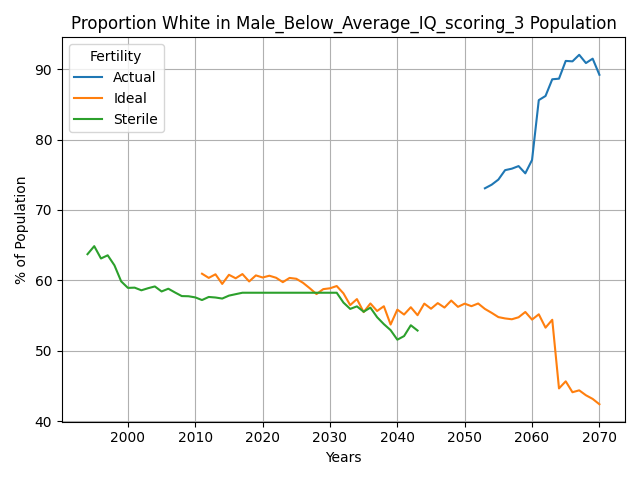 Proportion White in Male_Below_Average_IQ_scoring_3 Population
Fertility
Actual
Ideal
Sterile
% of Population
90
80
70
60
50
40
2000
2010
2020
2030
2040
2050
2060
2070
Years